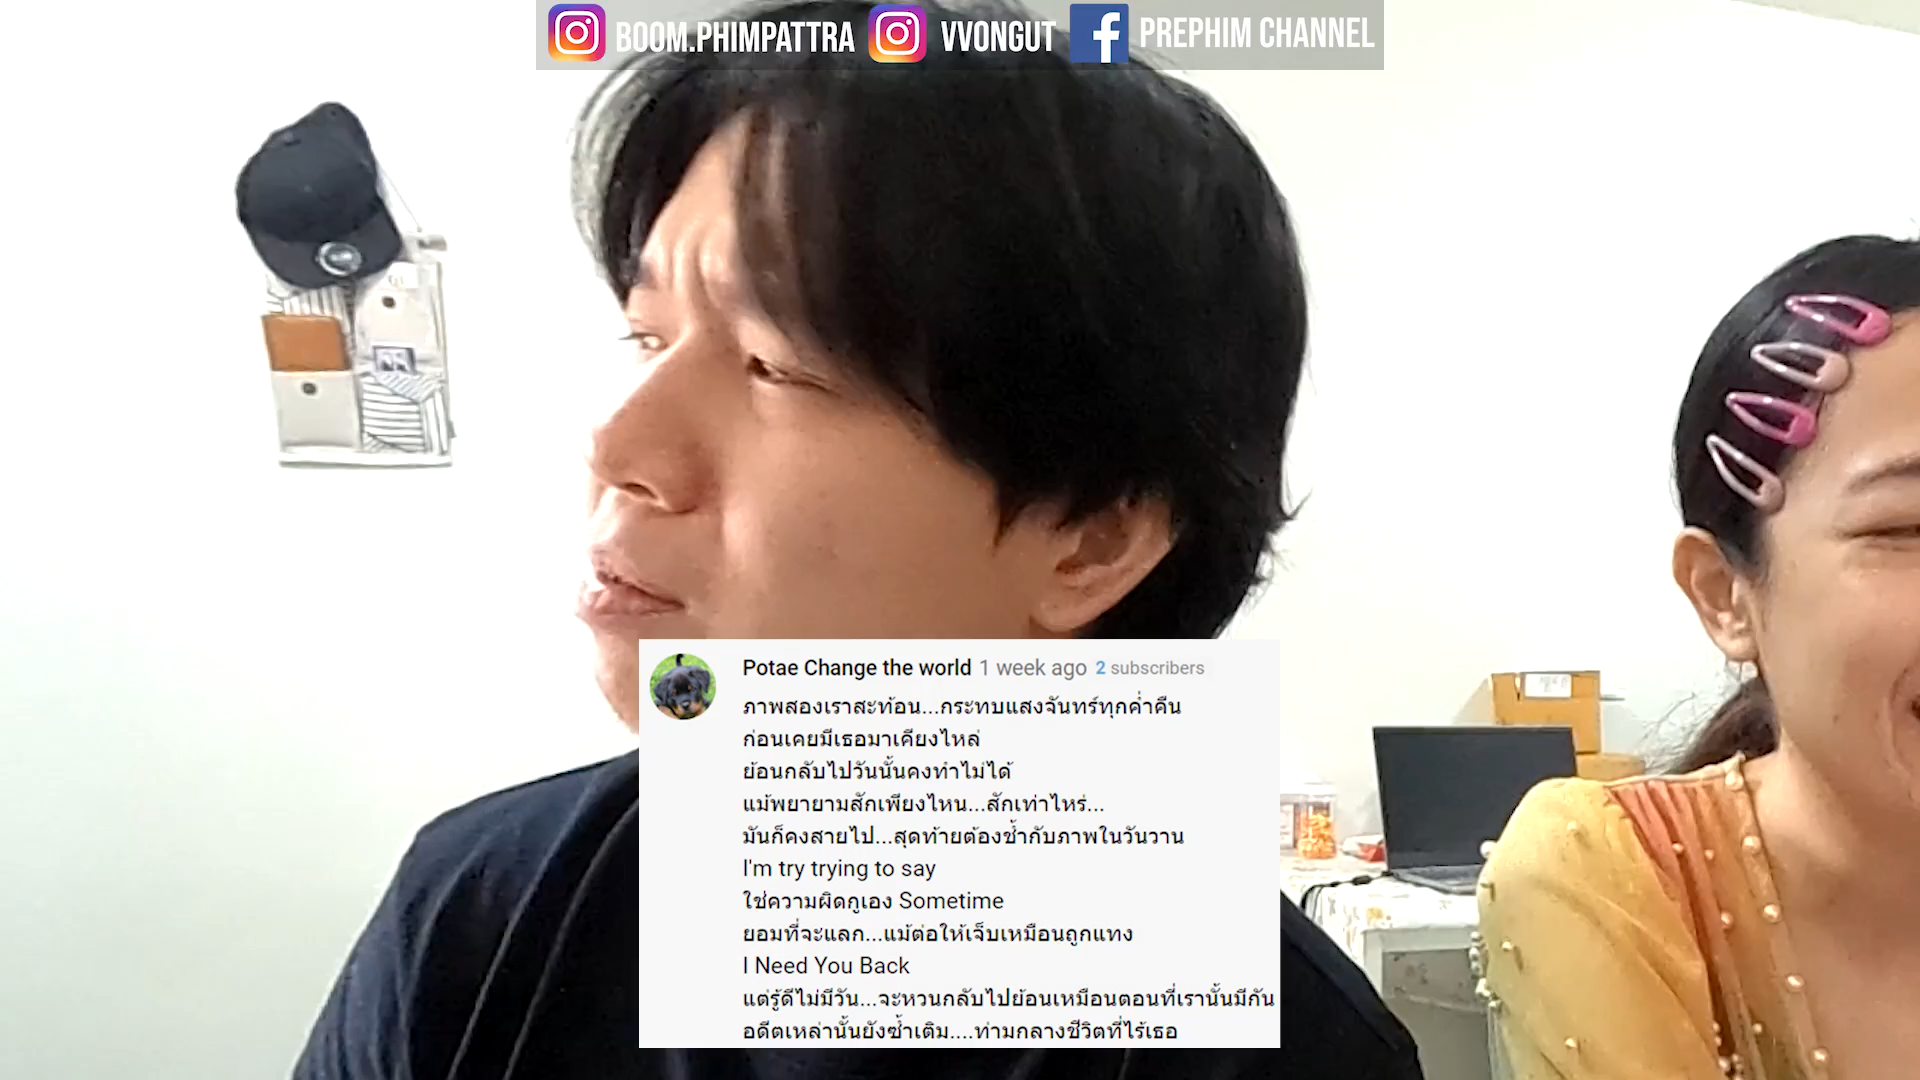 BOOM.PHIMPATTRA VVONGUT PREPHIM CHANNEL
Potae Change the world 1 week ago 2 subscribers
ภาพสองเราสะท้อน...กระทบแสงจันทร์ทุกค่ำคืน
ก่อนเคยมีเธอมาเคียงไหล่
ย้อนกลับไปวันนั้นคงทำไม่ได้
แม้พยายามสักเพียงไหน...สักเท่าไหร่...
มันก็คงสายไป...สุดท้ายต้องช้ำกับภาพในวันวาน
I'm try trying to say
ใช่ความผิดกูเอง Sometime
ยอมที่จะแลก...แม้ต่อให้เจ็บเหมือนถูกแทง
I Need You Back
แต่รู้ดีไม่มีวัน...จะหวนกลับไปย้อนเหมือนตอนที่เรานั้นมีกัน
อดีตเหล่านั้นยังซ้ำเติม....ท่ามกลางชีวิตที่ไร้เธอ